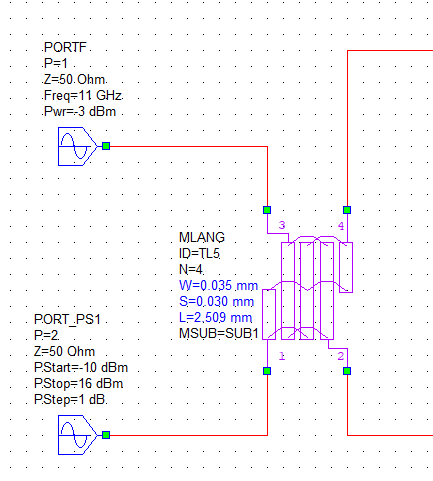 PORTF
P=1
Z=50 Ohm
Freq=11 GHz
Pwr=-3 dBm
3
4
MLANG
ID=TL5
N=4
W=0.035 mm
S=0.030 mm
L=2.509 mm
MSUB=SUB1
1
2
PORT_PS1
P=2
Z=50 Ohm
PStart=-10 dBm
PStop=16 dBm
PStep=1 dB